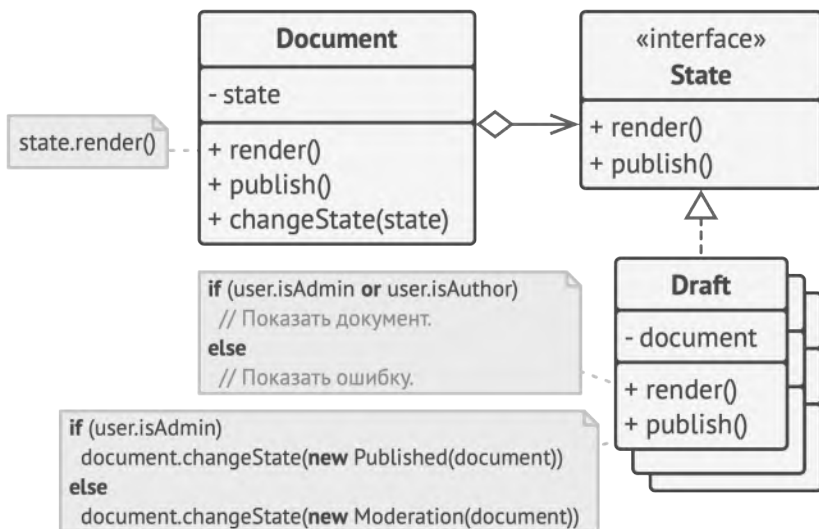 Document
- state
+ render()
+ publish()
+ changeState(state)
state.render()
«interface»
State
+ render()
+ publish()
Draft
- document
+ render()
+ publish()
if (user.isAdmin or user.isAuthor)
// Показать документ.
else
// Показать ошибку.
if (user.isAdmin)
document.changeState(new Published(document))
else
document.changeState(new Moderation(document))